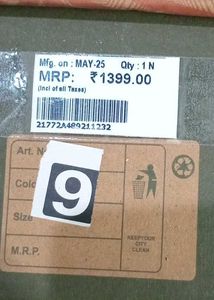 Mfg. on : MAY-25 Qty : 1 N
MRP: ₹1399.00
(Incl of all Taxes)
21772A489211232
Art. N
Colo
9
Size
M.R.P.
KEEP YOUR
CITY
CLEAN